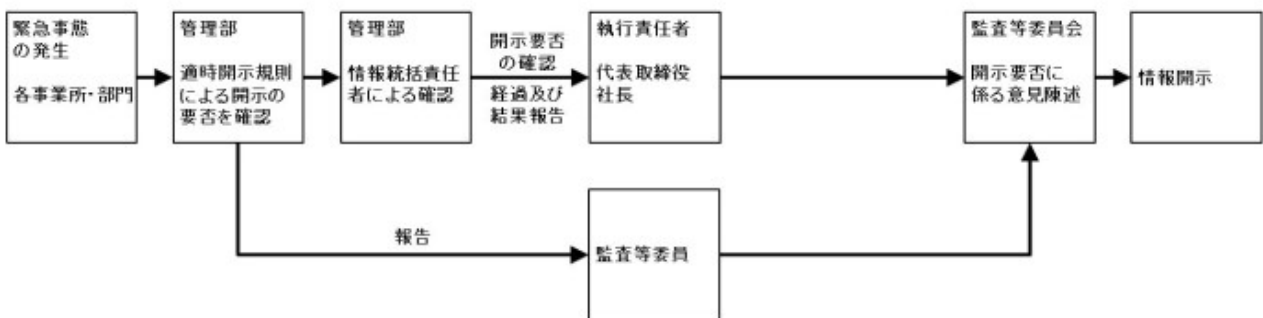 緊急事態
の発生
各事業所・部門
管理部
適時開示規則
による開示の
要否を確認
管理部
情報統括責任
者による確認
開示要否
の確認
経過及び
結果報告
執行責任者
代表取締役
社長
監査等委員会
開示要否に
係る意見陳述
情報開示
報告
監査等委員